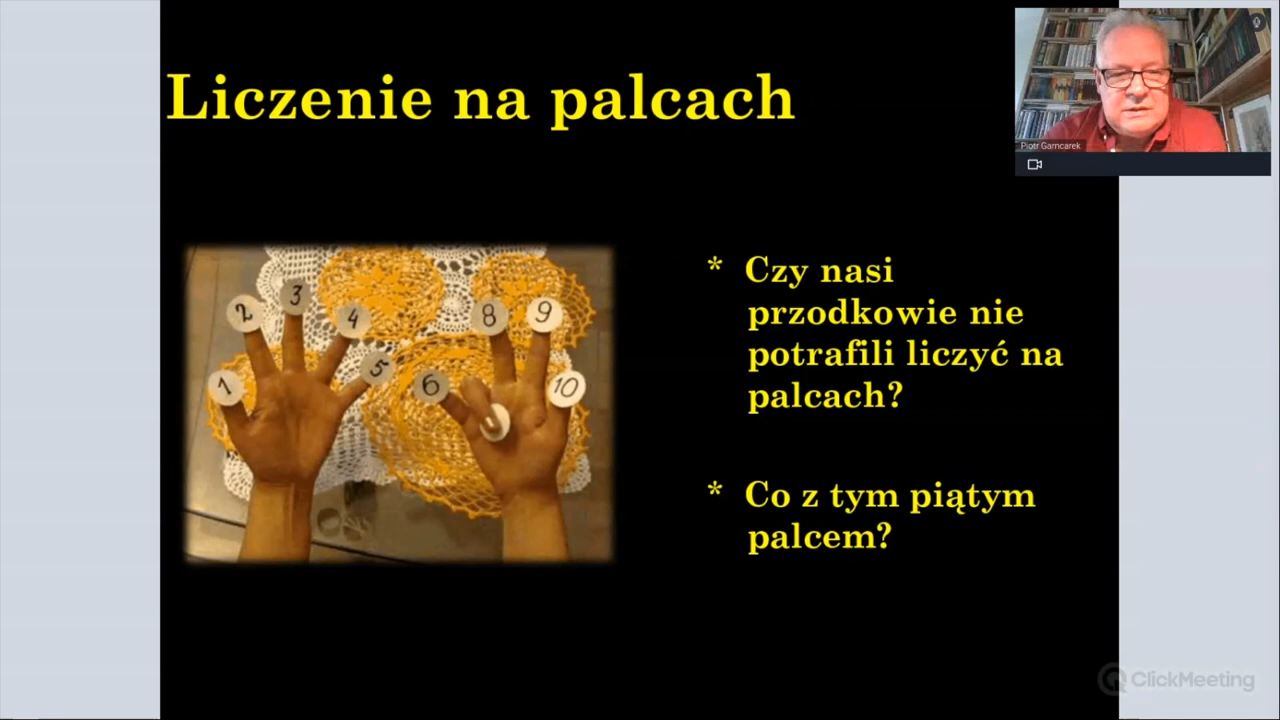 Liczenie na palcach
Piotr Garncarek
* Czy nasi
przodkowie nie
potrafili liczyć na
palcach?
* Co z tym piątym
palcem?
1
2
3
4
5
6
8
9
10
ClickMeeting